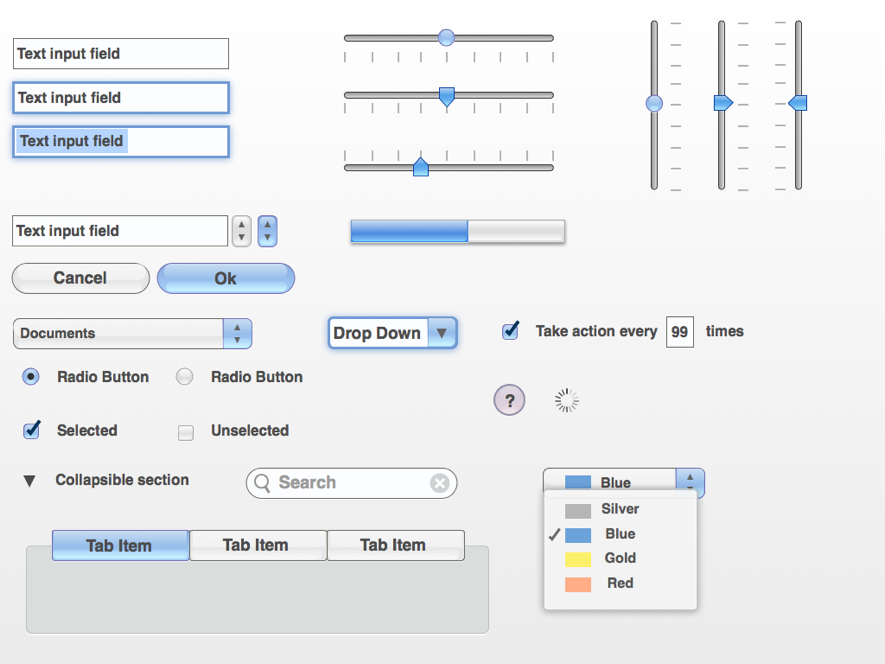 Text input field
Text input field
Text input field
Text input field
Cancel
Ok
Documents
Drop Down
Take action every 99 times
Radio Button
Radio Button
?
Selected
Unselected
Collapsible section
Search
Blue
Silver
Blue
Gold
Red
Tab Item
Tab Item
Tab Item